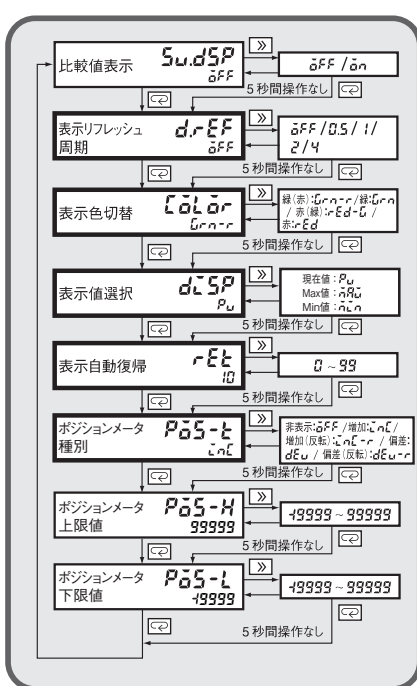 比較値表示 Su.dSP
oFF
oFF / on
5秒間操作なし
表示リフレッシュ周期 d.rEF
oFF
oFF / 0.5 / 1 /
2 / 4
5秒間操作なし
表示色切替 CoLor
Grn-r
緑(赤):Grn-r/緑:Grn
/ 赤(緑):rEd-G /
赤:rEd
5秒間操作なし
表示値選択 diSP
Pu
現在値:Pu
Max値:mAu
Min値:min
5秒間操作なし
表示自動復帰 rEt
10
0 ~ 99
5秒間操作なし
ポジションメータ種別 PoS-t
inC
非表示:oFF /増加:inC/
増加(反転):inC-r / 偏差:
dEu / 偏差(反転):dEu-r
5秒間操作なし
ポジションメータ上限値 PoS-H
99999
-19999 ~ 99999
5秒間操作なし
ポジションメータ下限値 PoS-L
-19999
-19999 ~ 99999
5秒間操作なし